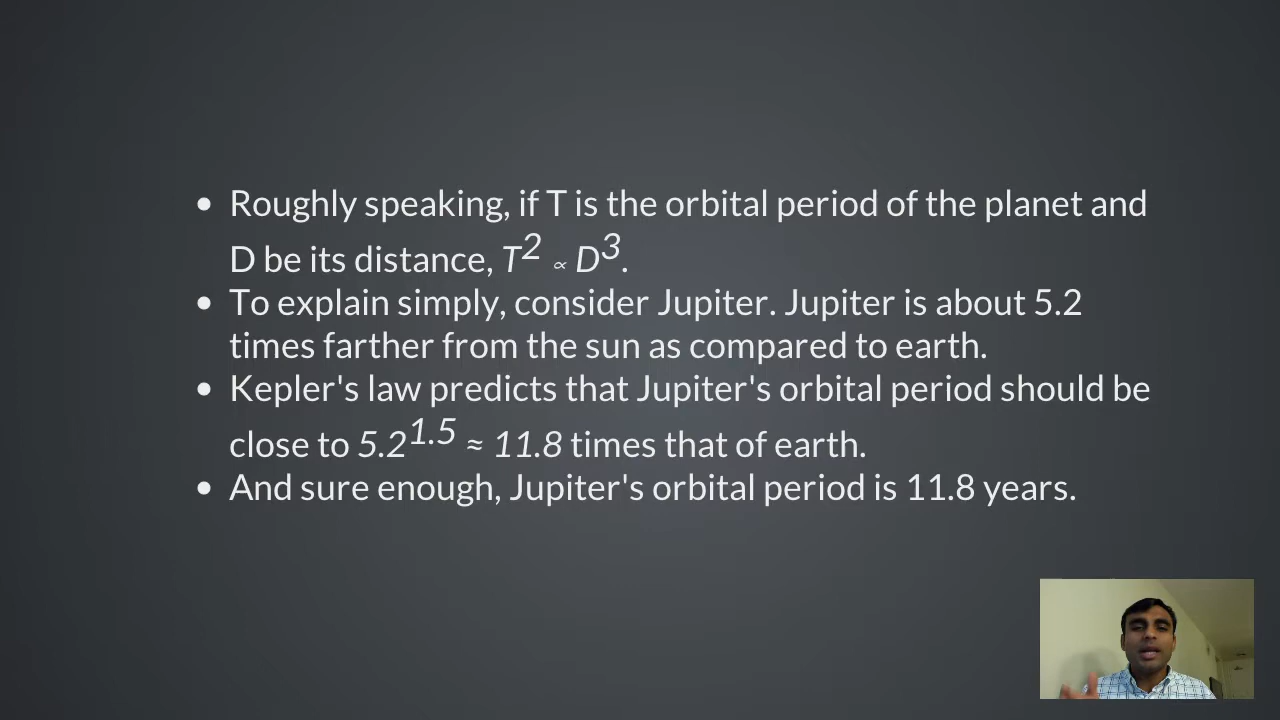 • Roughly speaking, if T is the orbital period of the planet and
D be its distance, T² ∝ D³.
• To explain simply, consider Jupiter. Jupiter is about 5.2
times farther from the sun as compared to earth.
• Kepler's law predicts that Jupiter's orbital period should be
close to 5.2^1.5 ≈ 11.8 times that of earth.
• And sure enough, Jupiter's orbital period is 11.8 years.